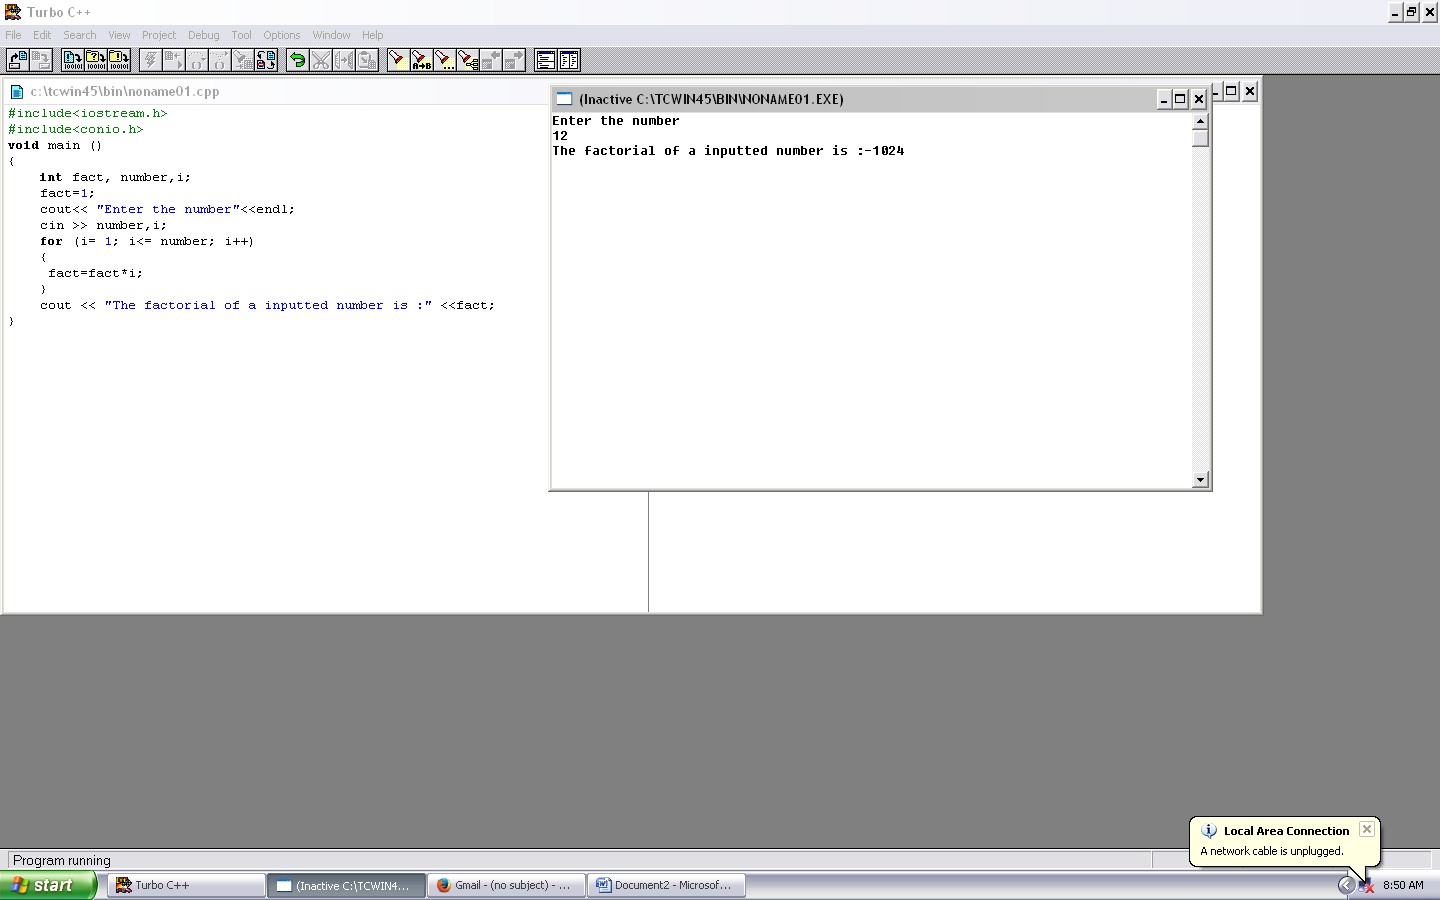 Turbo C++
File Edit Search View Project Debug Tool Options Window Help
c:\tcwin45\bin\noname01.cpp
#include<iostream.h>
#include<conio.h>
void main ()
{
    int fact, number,i;
    fact=1;
    cout<< "Enter the number"<<endl;
    cin >> number,i;
    for (i= 1; i<= number; i++)
    {
     fact=fact*i;
    }
    cout << "The factorial of a inputted number is :" <<fact;
}
(Inactive C:\TCWIN45\BIN\NONAME01.EXE)
Enter the number
12
The factorial of a inputted number is :-1024
Local Area Connection
A network cable is unplugged.
Program running
start
Turbo C++
(Inactive C:\TCWIN4...
Gmail - (no subject) - ...
Document2 - Microsof...
8:50 AM